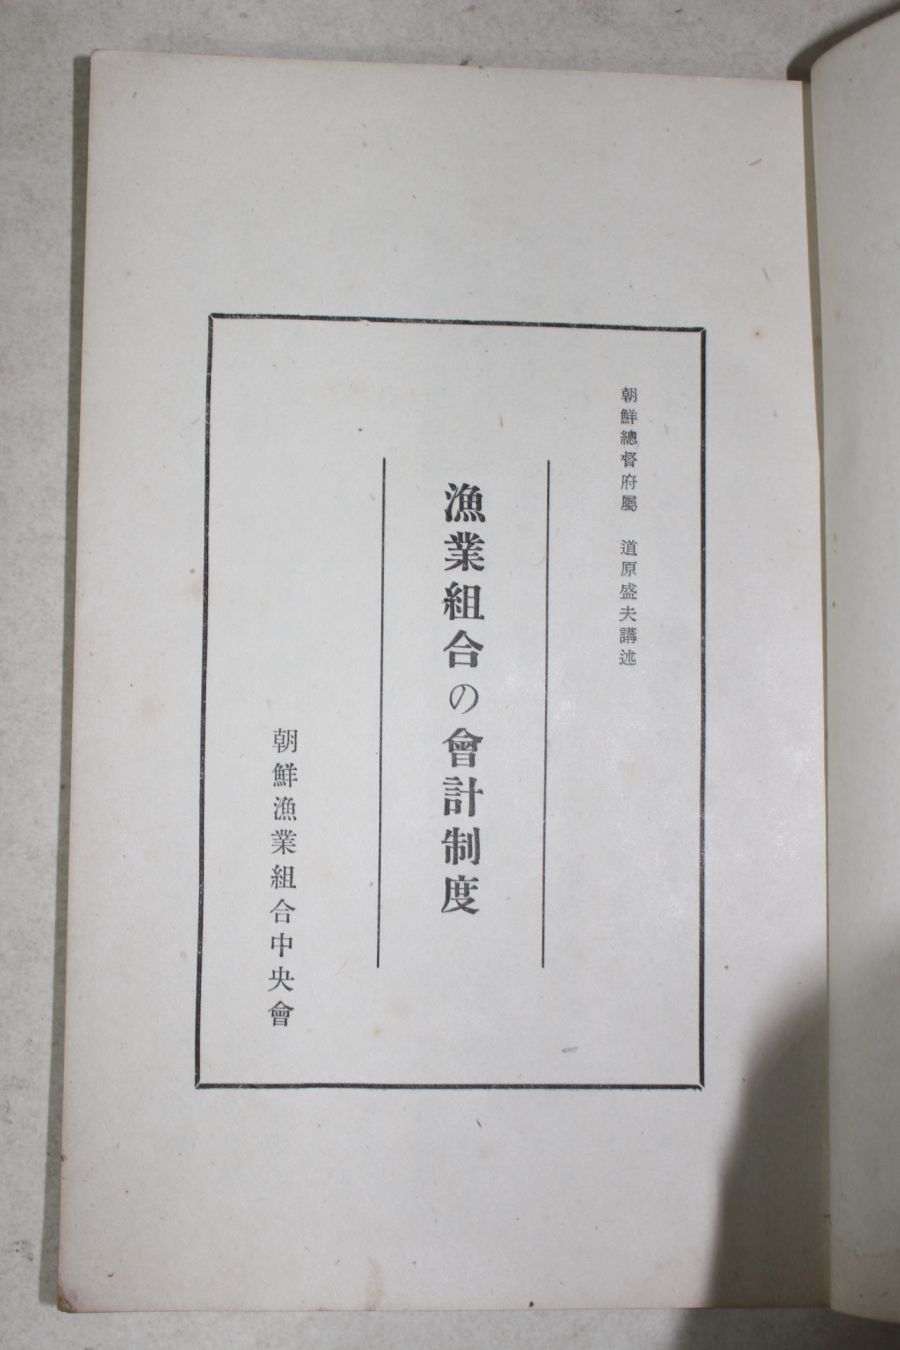 朝鮮總督府屬　道原盛夫講述
漁業組合の會計制度
朝鮮漁業組合中央會